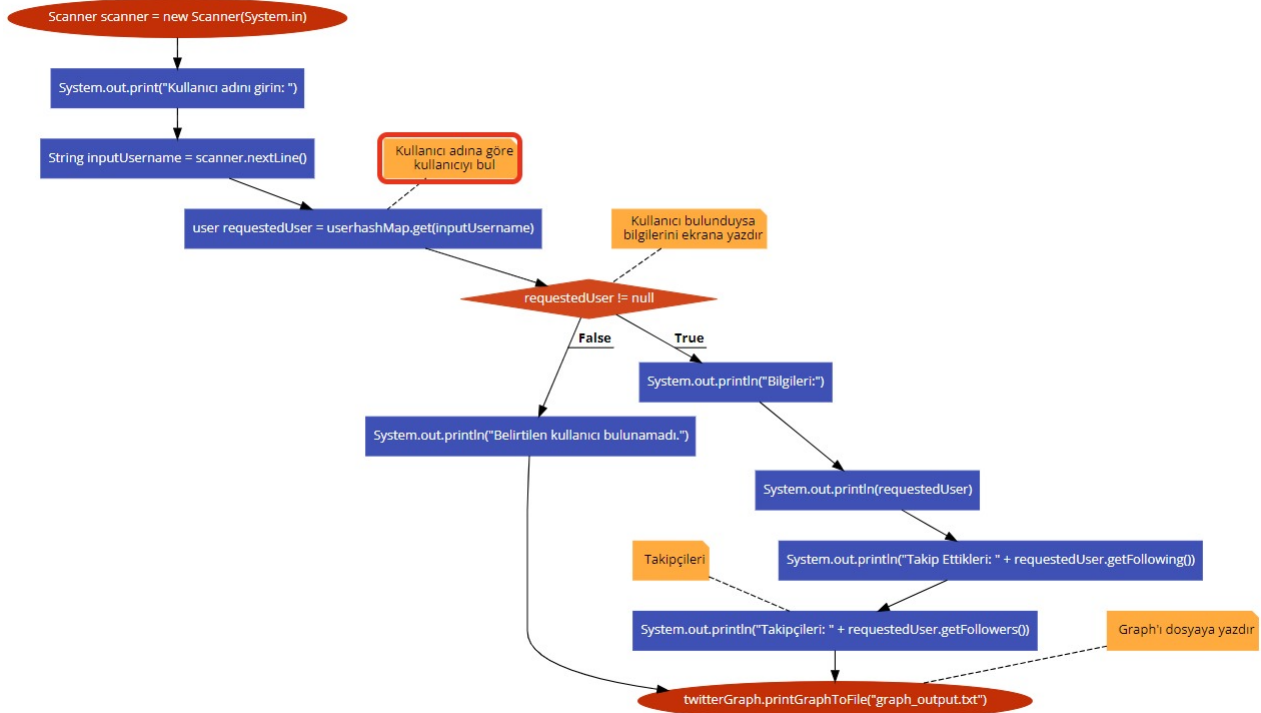 Scanner scanner = new Scanner(System.in)
System.out.print("Kullanıcı adını girin: ")
String inputUsername = scanner.nextLine()
Kullanıcı adına göre
kullanıcıyı bul
user requestedUser = userhashMap.get(inputUsername)
Kullanıcı bulunduysa
bilgilerini ekrana yazdır
requestedUser != null
False
True
System.out.println("Bilgileri:")
System.out.println("Belirtilen kullanıcı bulunamadı.")
System.out.println(requestedUser)
System.out.println("Takip Ettikleri: " + requestedUser.getFollowing())
Takipçileri
System.out.println("Takipçileri: " + requestedUser.getFollowers())
Graph'ı dosyaya yazdır
twitterGraph.printGraphToFile("graph_output.txt")